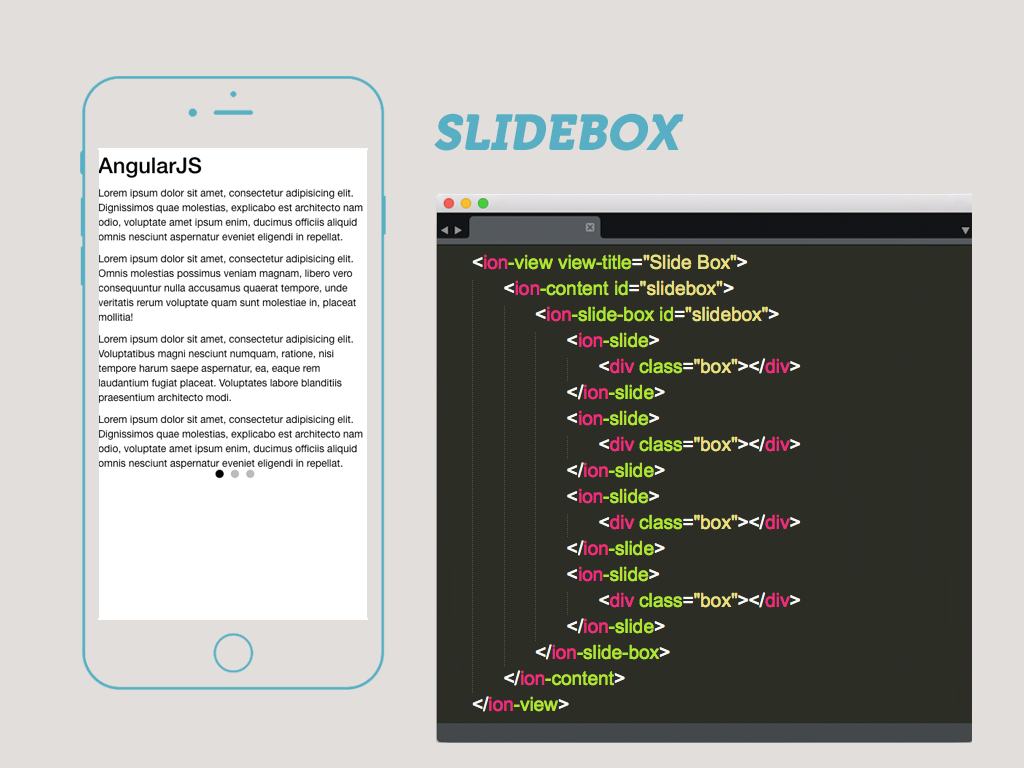 AngularJS
Lorem ipsum dolor sit amet, consectetur adipisicing elit.
Dignissimos quae molestias, explicabo est architecto nam
odio, voluptate amet ipsum enim, ducimus officiis aliquid
omnis nesciunt aspernatur eveniet eligendi in repellat.
Lorem ipsum dolor sit amet, consectetur adipisicing elit.
Omnis molestias possimus veniam magnam, libero vero
consequuntur nulla accusamus quaerat tempore, unde
veritatis rerum voluptate quam sunt molestiae in, placeat
mollitia!
Lorem ipsum dolor sit amet, consectetur adipisicing elit.
Voluptatibus magni nesciunt numquam, ratione, nisi
tempore harum saepe aspernatur, ea, eaque rem
laudantium fugiat placeat. Voluptates labore blanditiis
praesentium architecto modi.
Lorem ipsum dolor sit amet, consectetur adipisicing elit.
Dignissimos quae molestias, explicabo est architecto nam
odio, voluptate amet ipsum enim, ducimus officiis aliquid
omnis nesciunt aspernatur eveniet eligendi in repellat.
SLIDEBOX
<ion-view view-title="Slide Box">
<ion-content id="slidebox">
<ion-slide-box id="slidebox">
<ion-slide>
<div class="box"></div>
</ion-slide>
<ion-slide>
<div class="box"></div>
</ion-slide>
<ion-slide>
<div class="box"></div>
</ion-slide>
<ion-slide>
<div class="box"></div>
</ion-slide>
</ion-slide-box>
</ion-content>
</ion-view>